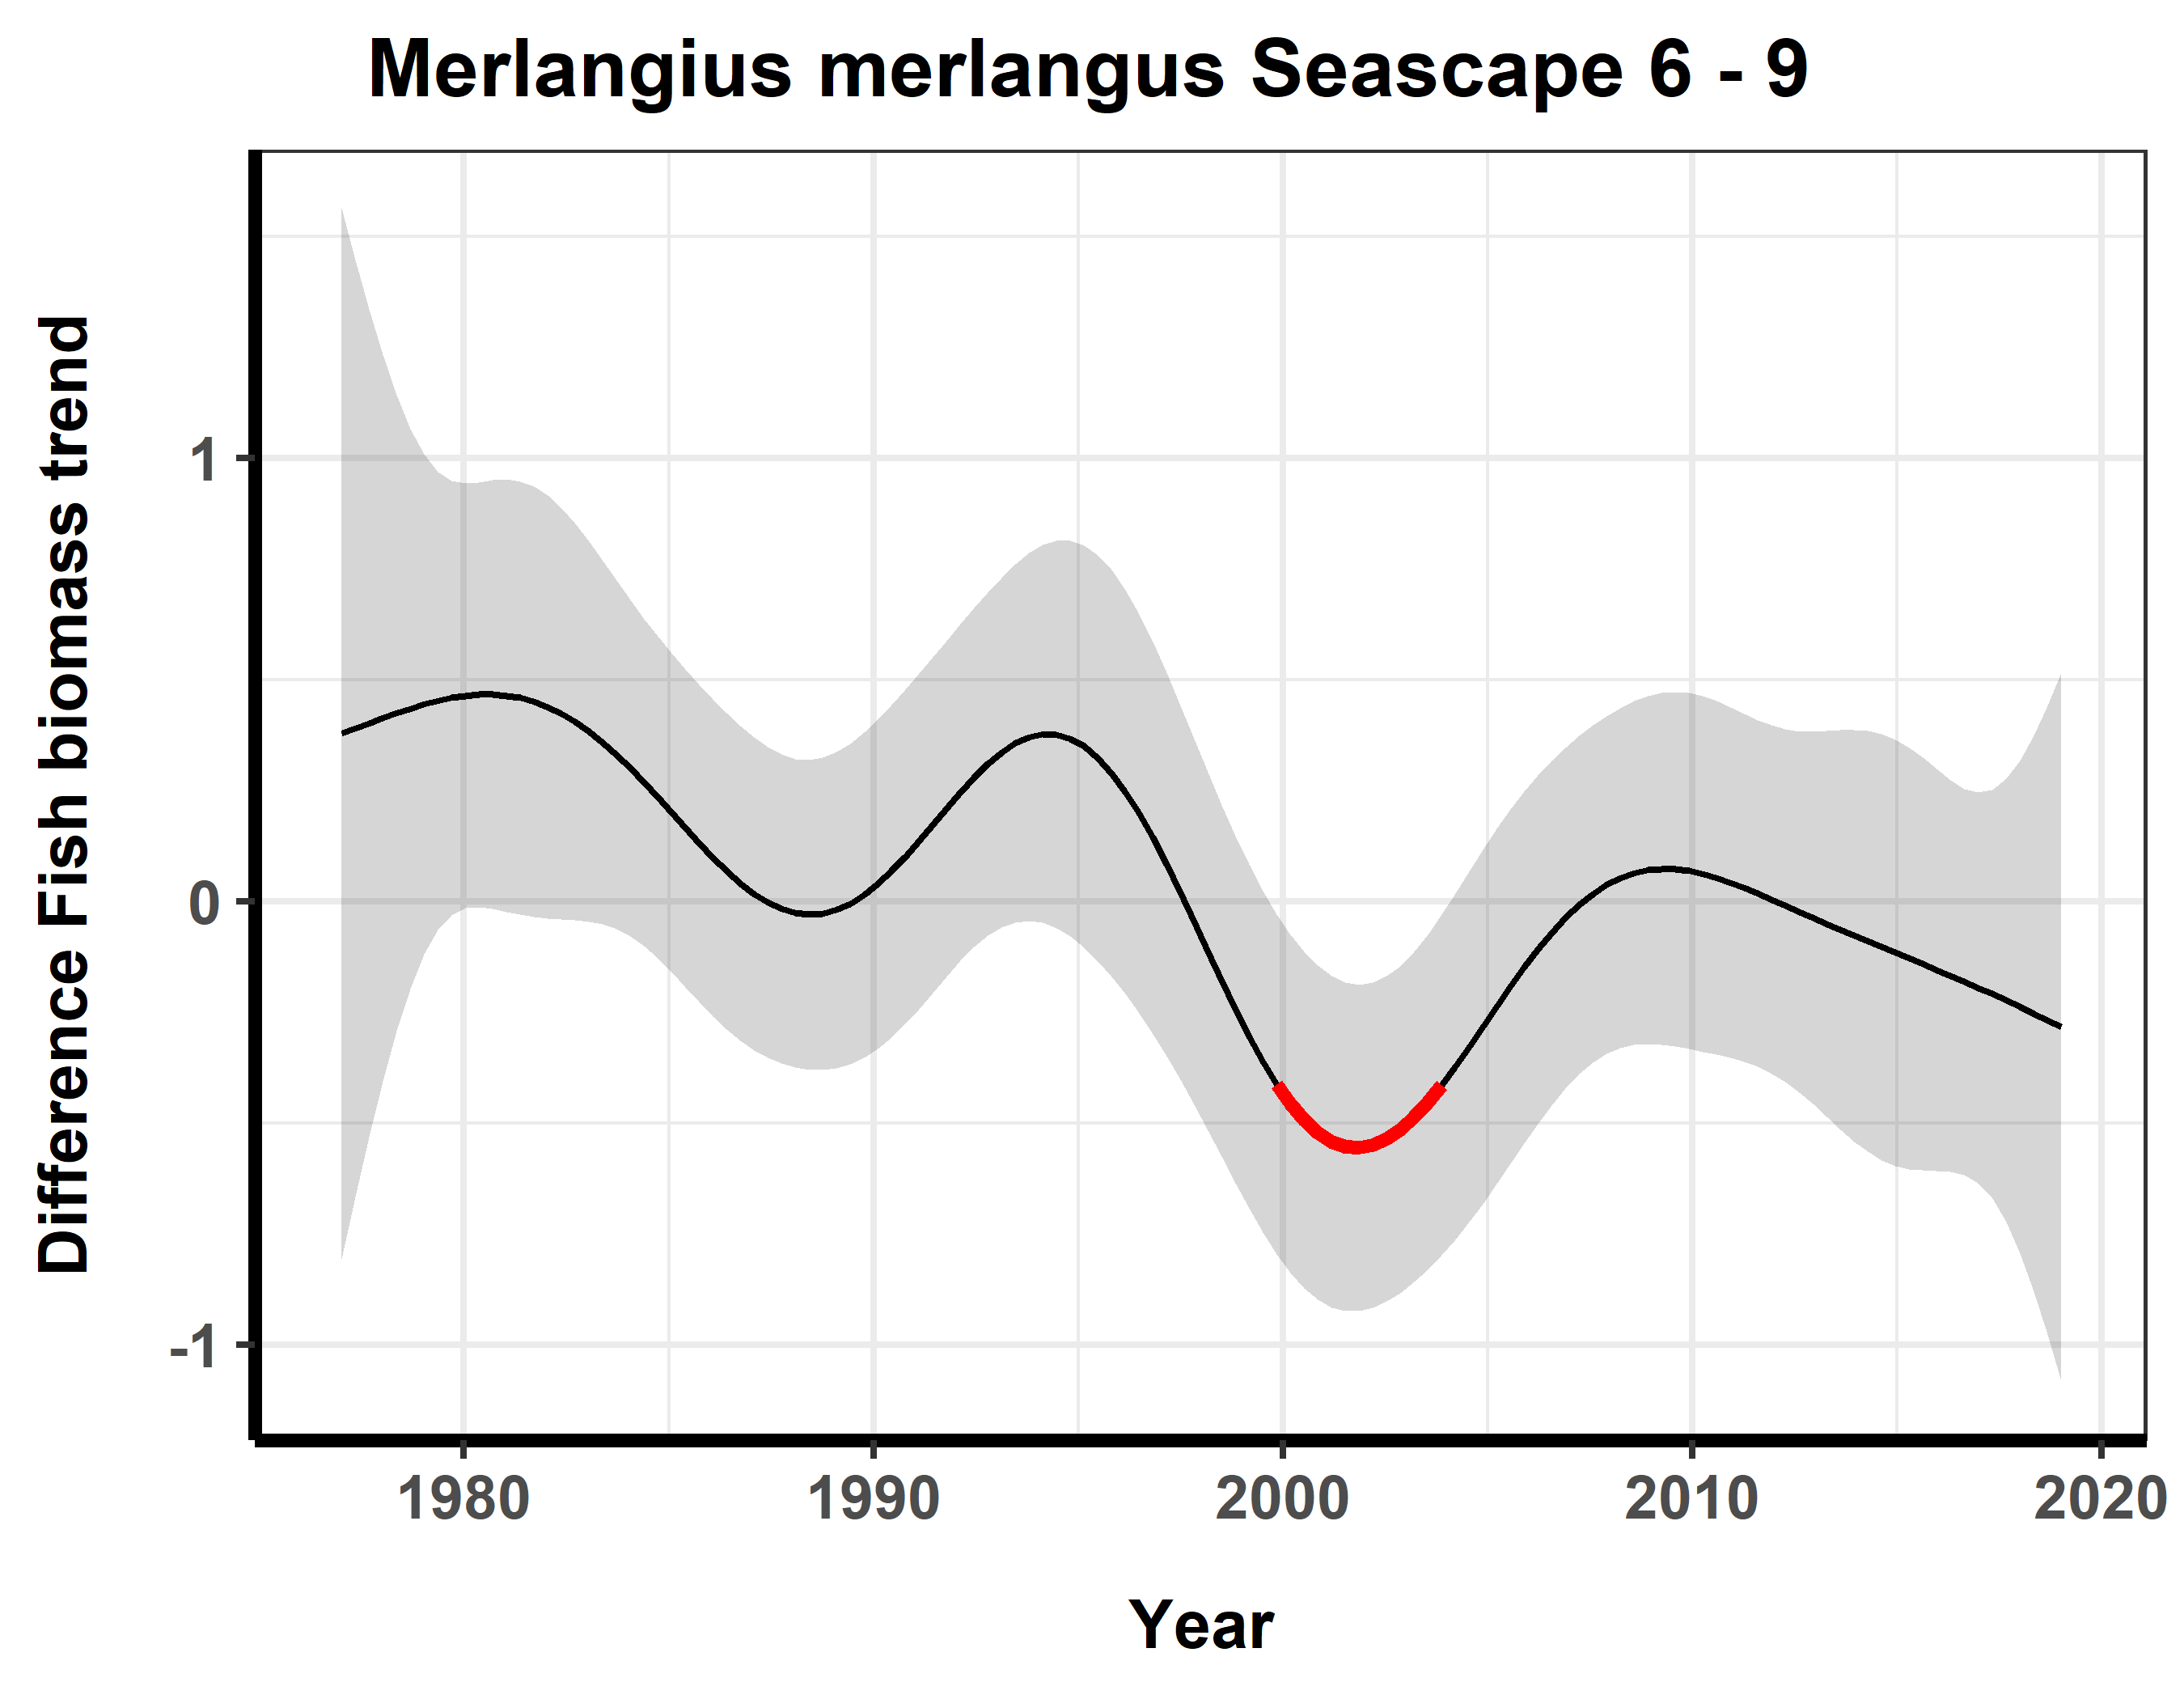 Merlangius merlangus Seascape 6 - 9
Difference Fish biomass trend
1
0
-1
1980 1990 2000 2010 2020
Year